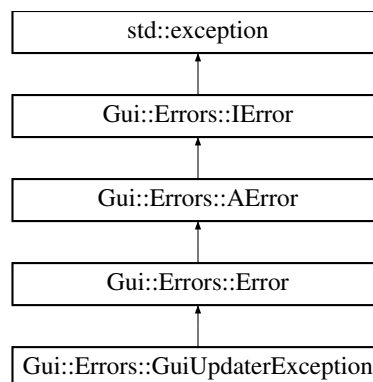 std::exception
Gui::Errors::IError
Gui::Errors::AError
Gui::Errors::Error
Gui::Errors::GuiUpdaterException